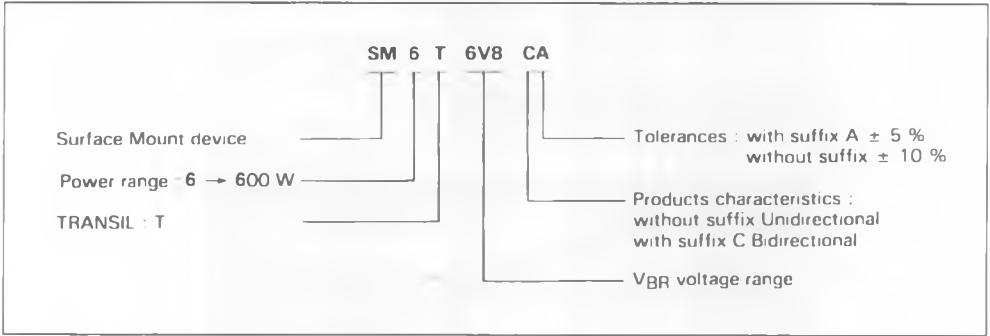 SM 6 T 6V8 CA
Surface Mount device
Power range 6 → 600 W
TRANSIL : T
Tolerances : with suffix A ± 5 %
without suffix ± 10 %
Products characteristics :
without suffix Unidirectional
with suffix C Bidirectional
VBR voltage range